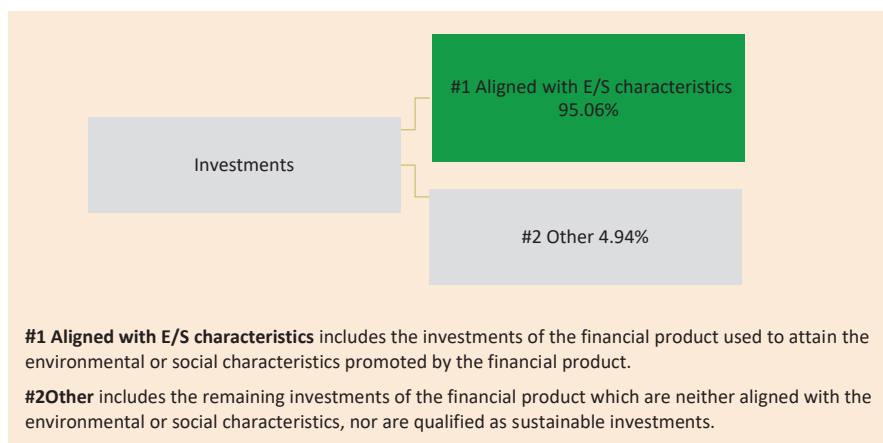 #1 Aligned with E/S characteristics
95.06%
Investments
#2 Other 4.94%
#1 Aligned with E/S characteristics includes the investments of the financial product used to attain the
environmental or social characteristics promoted by the financial product.
#2Other includes the remaining investments of the financial product which are neither aligned with the
environmental or social characteristics, nor are qualified as sustainable investments.